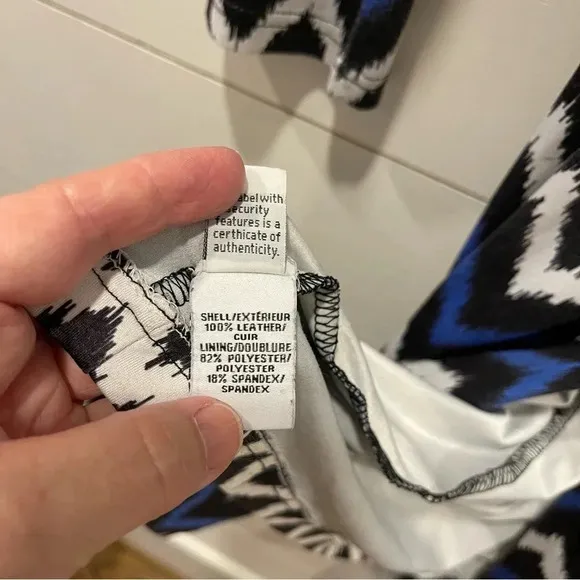 label with
security
features is a
certhicate of
authenticity.
SHELL/EXTÉRIEUR
100% LEATHER/
CUIR
LINING/DOUBLURE
82% POLYESTER/
POLYESTER
18% SPANDEX/
SPANDEX